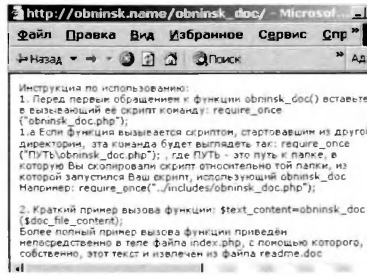 http://obninsk.name/obninsk_doc/ - Microsof...
Файл Правка Вид Избранное Сервис Спр »
Назад Поиск » Ад
Инструкция по использованию:
1. Перед первым обращением к функции obninsk_doc() вставьте
в вызывающий её скрипт команду: require_once
("obninsk_doc.php");
1.a Если функция вызывается скриптом, стартовавшим из другой
директории, эта команда будет выглядеть так: require_once
("ПУТЬ\obninsk_doc.php"); , где ПУТЬ - это путь к папке, в
которую Вы скопировали скрипт относительно той папки, из
которой запустился Ваш скрипт, использующий obninsk_doc
Например: require_once("../includes/obninsk_doc.php");
2. Краткий пример вызова функции: $text_content=obninsk_doc
($doc_file_content);
Более полный пример вызова функции приведён
непосредственно в теле файла index.php, с помощью которого,
собственно, этот текст и извлечен из файла readme.doc